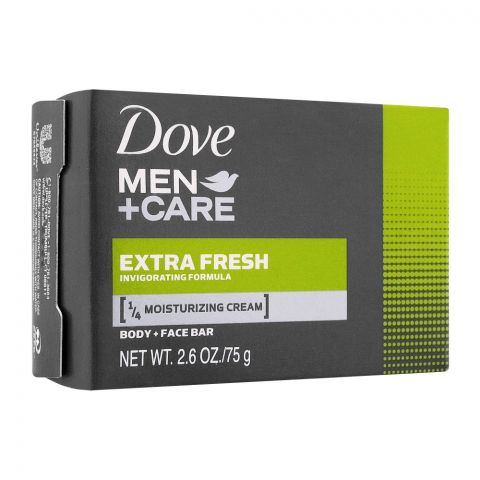 Dove
MEN
+CARE
EXTRA FRESH
INVIGORATING FORMULA
[1/4 MOISTURIZING CREAM]
BODY + FACE BAR
NET WT. 2.6 OZ./75 g